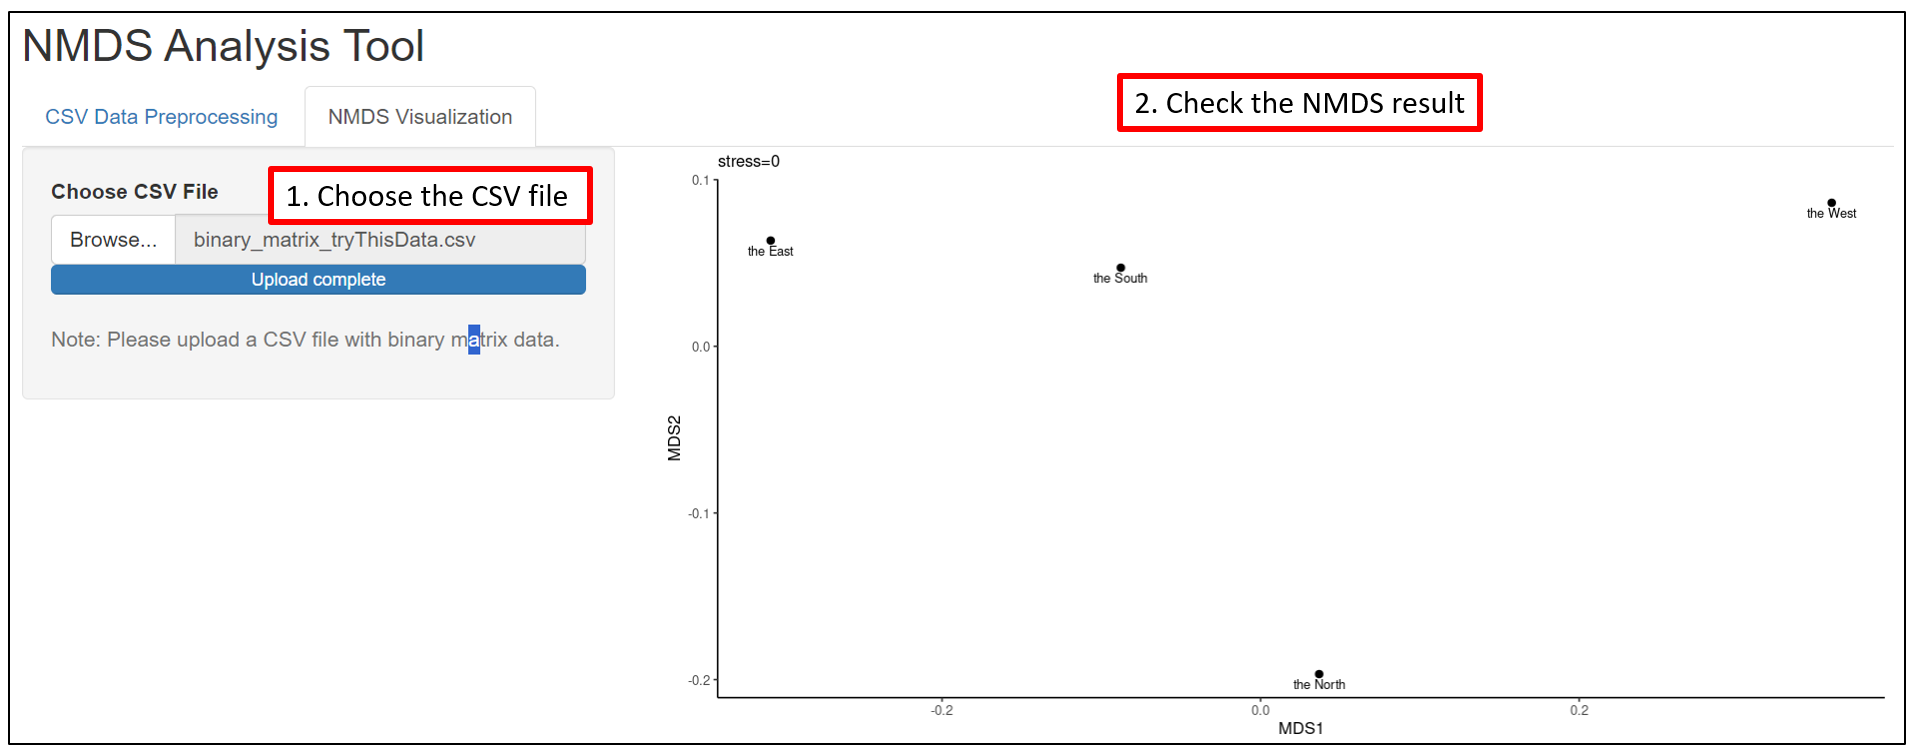 NMDS Analysis Tool
CSV Data Preprocessing
NMDS Visualization
2. Check the NMDS result
Choose CSV File
1. Choose the CSV file
Browse...
binary_matrix_tryThisData.csv
Upload complete
Note: Please upload a CSV file with binary matrix data.
stress=0
0.1
0.0
-0.1
-0.2
MDS2
the East
the South
the West
the North
-0.2
0.0
0.2
MDS1